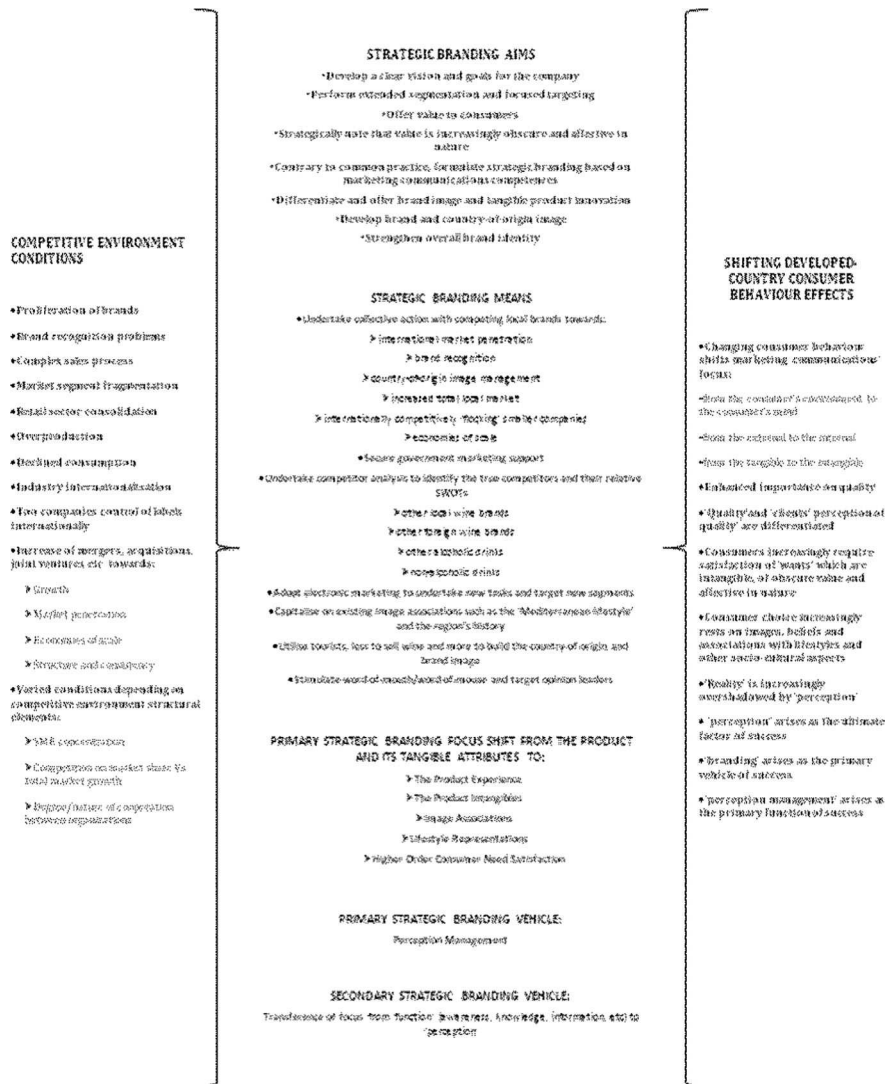 COMPETITIVE ENVIRONMENT
CONDITIONS
•Proliferation of brands
•Brand recognition problems
•Complex sales process
•Market segment fragmentation
•Retail sector consolidation
•Overproduction
•Declined consumption
•Industry internationalisation
•Two companies control of labels
internationally
•Increase of mergers, acquisitions,
joint ventures etc towards:
➤Growth
➤Market penetration
➤Economies of scale
➤Structure and consistency
•Varied conditions depending on
competitive environment structural
elements:
➤SME concentration
➤Competition on market share Vs
total market growth
➤Degree/nature of cooperation
between organisations
STRATEGIC BRANDING AIMS
•Develop a clear vision and goals for the company
•Perform extended segmentation and focused targeting
•Offer value to consumers
•Strategically note that value is increasingly obscure and affective in
nature
•Contrary to common practice, formulate strategic branding based on
marketing communications competences
•Differentiate and offer brand image and tangible product innovation
•Develop brand and country-of-origin image
•Strengthen overall brand identity
STRATEGIC BRANDING MEANS
•Undertake collective action with competing local brands towards:
➤international market penetration
➤brand recognition
➤country-of-origin image management
➤increased total local market
➤internationally competitively 'flocking' smaller companies
➤economies of scale
•Secure government marketing support
•Undertake competitor analysis to identify the true competitors and their relative
SWOTs
➤other local wine brands
➤other foreign wine brands
➤other alcoholic drinks
➤nonalcoholic drinks
•Adopt electronic marketing to undertake new tasks and target new segments
•Capitalise on existing image associations such as the 'Mediterranean lifestyle'
and the region's history
•Utilise tourists, less to sell wine and more to build the country-of-origin and
brand image
•Stimulate word-of-mouth/word-of-mouse and target opinion leaders
PRIMARY STRATEGIC BRANDING FOCUS SHIFT FROM THE PRODUCT
AND ITS TANGIBLE ATTRIBUTES TO:
➤The Product Experience
➤The Product Intangibles
➤Image Associations
➤Lifestyle Representations
➤Higher Order Consumer Need Satisfaction
PRIMARY STRATEGIC BRANDING VEHICLE:
Perception Management
SECONDARY STRATEGIC BRANDING VEHICLE:
Transference of focus 'from 'function' (awareness, knowledge, information, etc) to
'perception'
SHIFTING DEVELOPED-
COUNTRY CONSUMER
BEHAVIOUR EFFECTS
•Changing consumer behaviour
shifts marketing communications'
focus:
-from the consumer's environment to
the consumer's mind
-from the external to the internal
-from the tangible to the intangible
•Enhanced importance on quality
•'Quality' and 'clients' perception of
quality' are differentiated
•Consumers increasingly require
satisfaction of 'wants' which are
intangible, of obscure value and
affective in nature
•Consumer choice increasingly
rests on images, beliefs and
associations with lifestyles and
other socio-cultural aspects
•'Reality' is increasingly
overshadowed by 'perception'
• 'perception' arises as the ultimate
factor of success
•'branding' arises as the primary
vehicle of success
•'perception management' arises as
the primary function of success